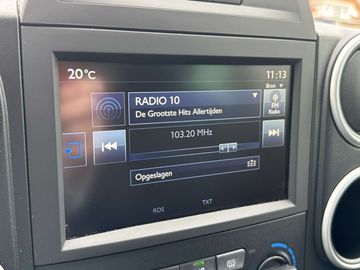 20°C
11:13
Bron
RADIO 10
De Grootste Hits Allertijden
FM
Radio
103.20 MHz
Opgeslagen
RDS
TXT